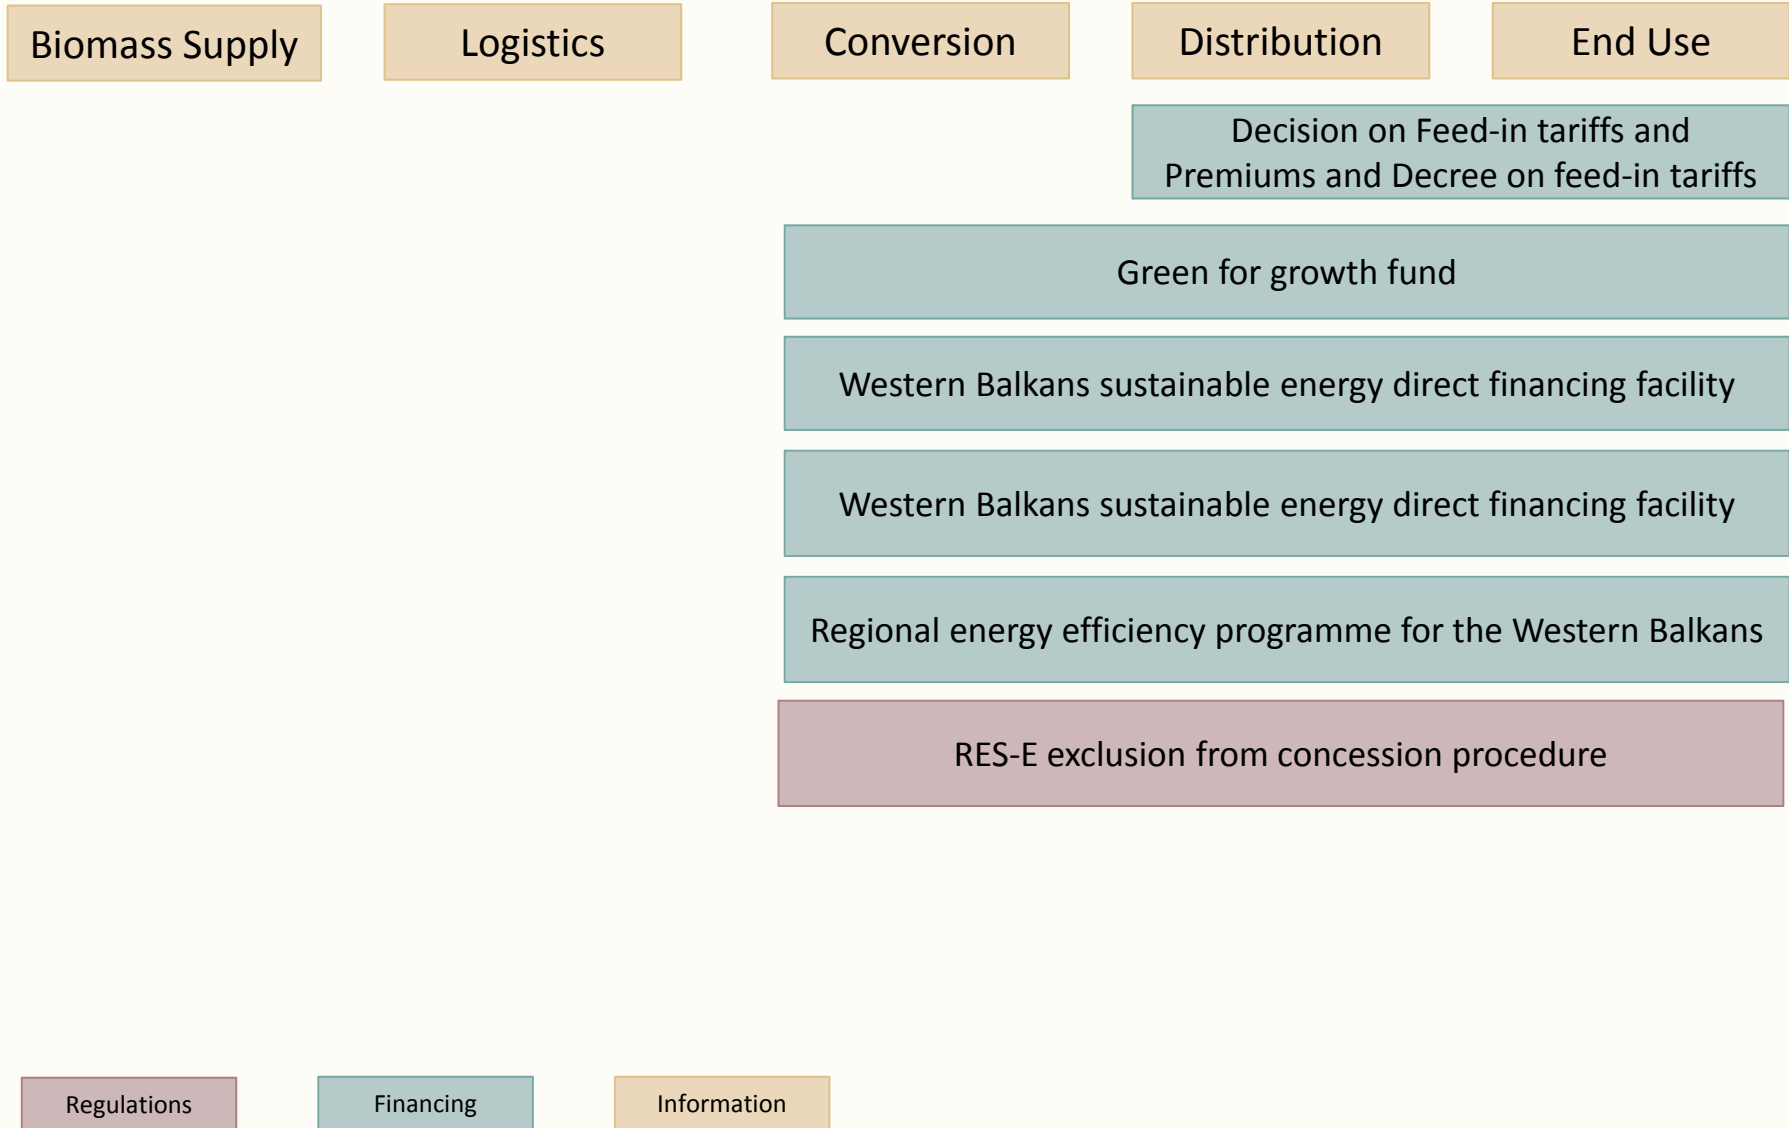 Biomass Supply
Logistics
Conversion
Distribution
End Use
Decision on Feed-in tariffs and
Premiums and Decree on feed-in tariffs
Green for growth fund
Western Balkans sustainable energy direct financing facility
Western Balkans sustainable energy direct financing facility
Regional energy efficiency programme for the Western Balkans
RES-E exclusion from concession procedure
Regulations
Financing
Information